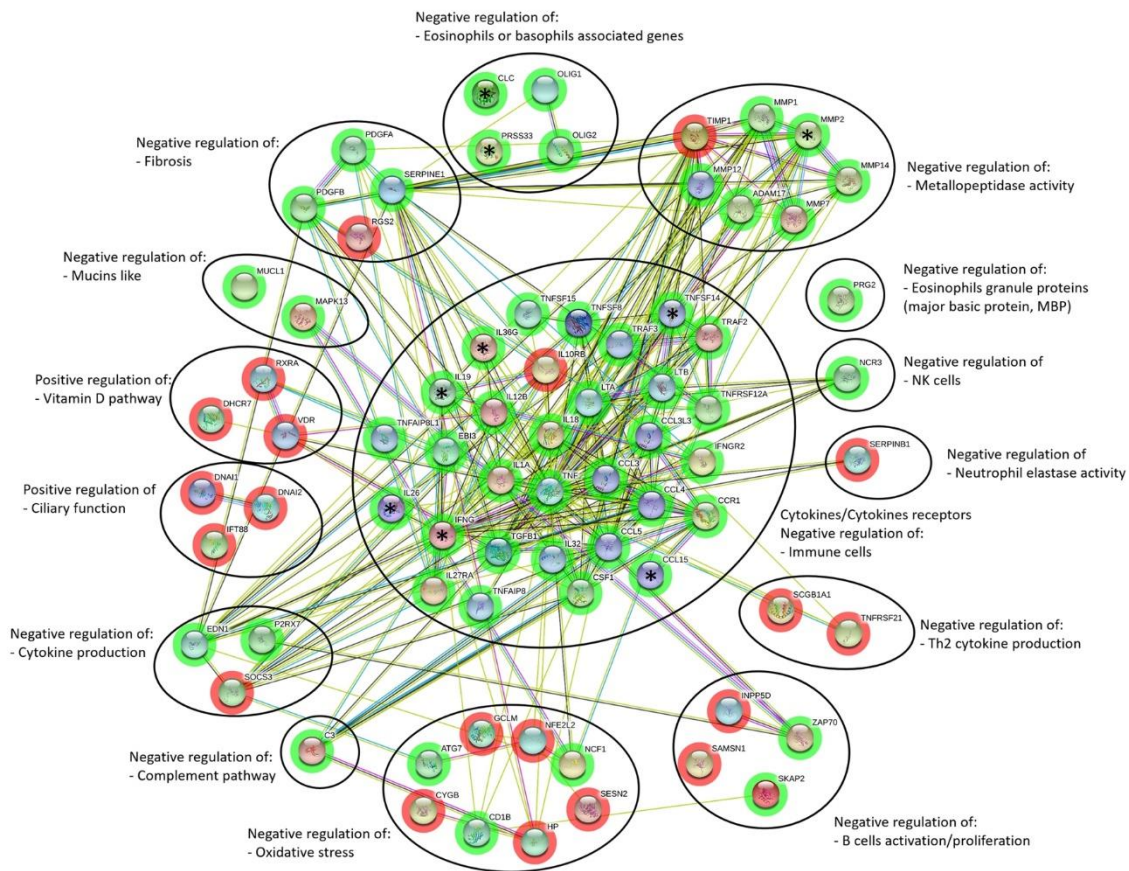 Negative regulation of:
- Eosinophils or basophils associated genes
CLC
*
OLIG1
PRSS33
*
OLIG2
Negative regulation of:
- Fibrosis
PDGFA
PDGFB
SERPINE1
RGS2
TIMP1
MMP1
MMP2
*
MMP12
MMP14
ADAM17
MMP7
Negative regulation of:
- Metallopeptidase activity
Negative regulation of:
- Mucins like
MUCL1
MAPK13
PRG2
Negative regulation of:
- Eosinophils granule proteins
(major basic protein, MBP)
NCR3
Negative regulation of
- NK cells
Positive regulation of:
- Vitamin D pathway
RXRA
DHCR7
VDR
SERPINB1
Negative regulation of
- Neutrophil elastase activity
Positive regulation of
- Ciliary function
DNAI1
DNAI2
IFT88
TNFSF15
TNFSF8
TNFSF14
*
IL36G
*
TRAF3
TRAF2
IL10RB
IL19
*
LTA
LTB
IL12B
TNFRSF12A
TNFAIP8L1
EBI3
IL18
CCL3L3
IFNGR2
IL1A
TNF
CCL3
IL26
*
CCL4
CCR1
IFNG
*
TGFB1
IL32
CCL5
CCL15
*
IL27RA
TNFAIP8
CSF1
Cytokines/Cytokines receptors
Negative regulation of:
- Immune cells
SCGB1A1
TNFRSF21
Negative regulation of:
- Th2 cytokine production
Negative regulation of:
- Cytokine production
EDN1
P2RX7
SOCS3
Negative regulation of:
- Complement pathway
C3
GCLM
NFE2L2
ATG7
NCF1
CYGB
SESN2
CD1B
HP
Negative regulation of:
- Oxidative stress
INPP5D
ZAP70
SAMSN1
SKAP2
Negative regulation of:
- B cells activation/proliferation